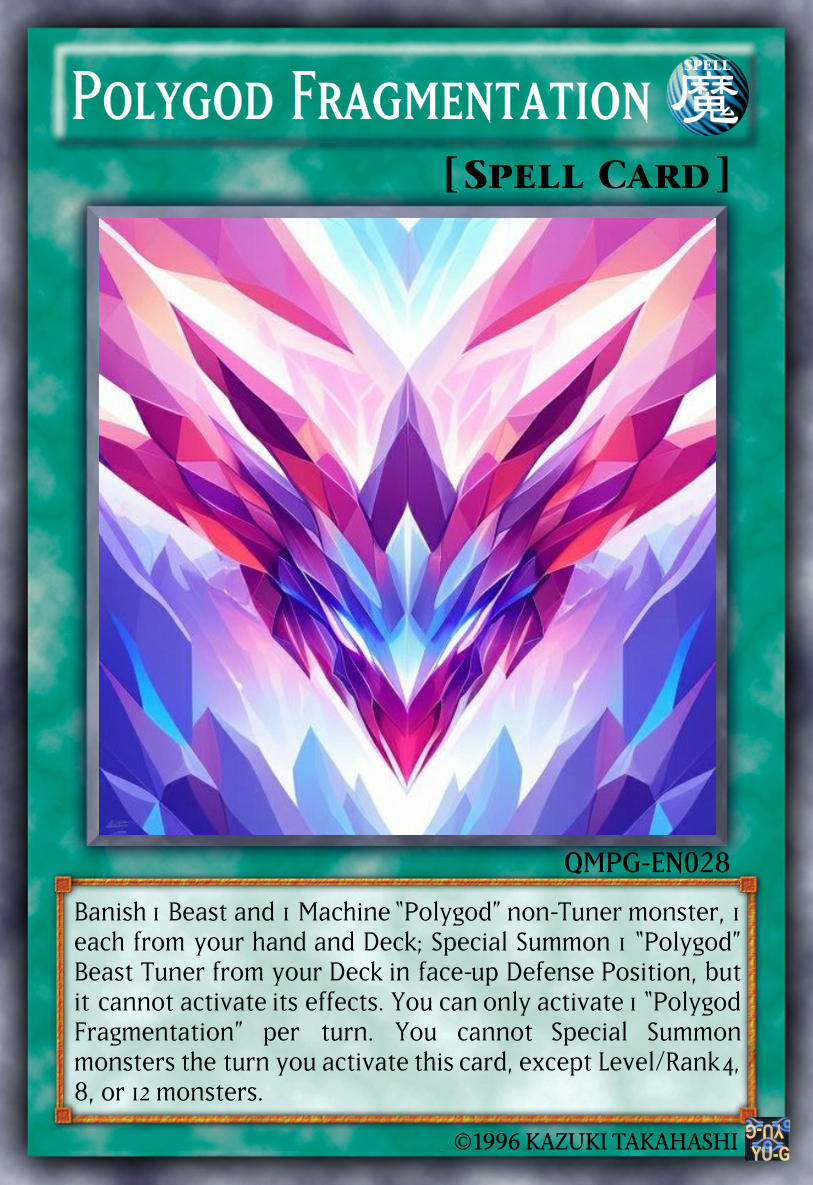 Polygod Fragmentation
SPELL
魔
[Spell Card]
QMPG-EN028
Banish 1 Beast and 1 Machine "Polygod" non-Tuner monster, 1
each from your hand and Deck; Special Summon 1 "Polygod"
Beast Tuner from your Deck in face-up Defense Position, but
it cannot activate its effects. You can only activate 1 "Polygod
Fragmentation" per turn. You cannot Special Summon
monsters the turn you activate this card, except Level/Rank 4,
8, or 12 monsters.
©1996 KAZUKI TAKAHASHI
YU-G